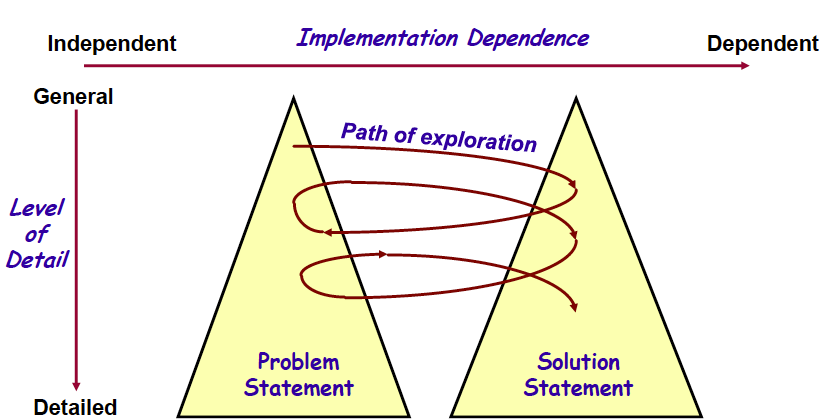 Independent
Implementation Dependence
Dependent
General
Path of exploration
Level
of
Detail
Problem
Statement
Solution
Statement
Detailed